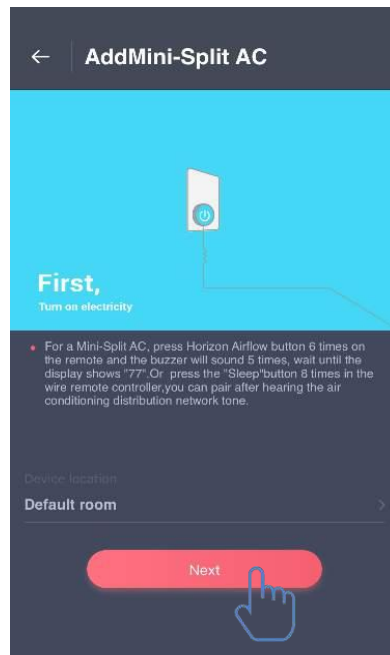 AddMini-Split AC
First,
Turn on electricity
For a Mini-Split AC, press Horizon Airflow button 6 times on
the remote and the buzzer will sound 5 times, wait until the
display shows "77".Or press the "Sleep"button 8 times in the
wire remote controller,you can pair after hearing the air
conditioning distribution network tone.
Device location
Default room
Next